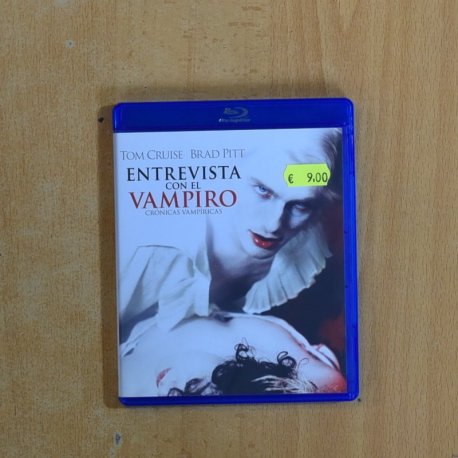 TOM CRUISE BRAD PITT
ENTREVISTA
CON EL
VAMPIRO
CRÓNICAS VAMPÍRICAS
€ 9.00